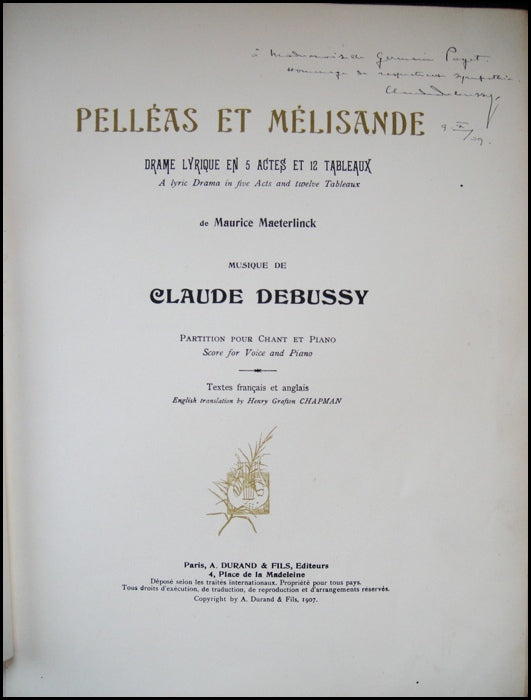 à Mademoiselle Germaine
Hommage de respectueuse sympathie
Claude Debussy
PELLÉAS ET MÉLISANDE
DRAME LYRIQUE EN 5 ACTES ET 12 TABLEAUX
A lyric Drama in five Acts and twelve Tableaux
de Maurice Maeterlinck
MUSIQUE DE
CLAUDE DEBUSSY
PARTITION POUR CHANT ET PIANO
Score for Voice and Piano
Textes français et anglais
English translation by Henry Grafton CHAPMAN
Paris, A. DURAND & FILS, Editeurs
4, Place de la Madeleine
Déposé selon les traités internationaux. Propriété pour tous pays.
Tous droits d'exécution, de traduction, de reproduction et d'arrangements réservés.
Copyright by A. Durand & Fils, 1907.